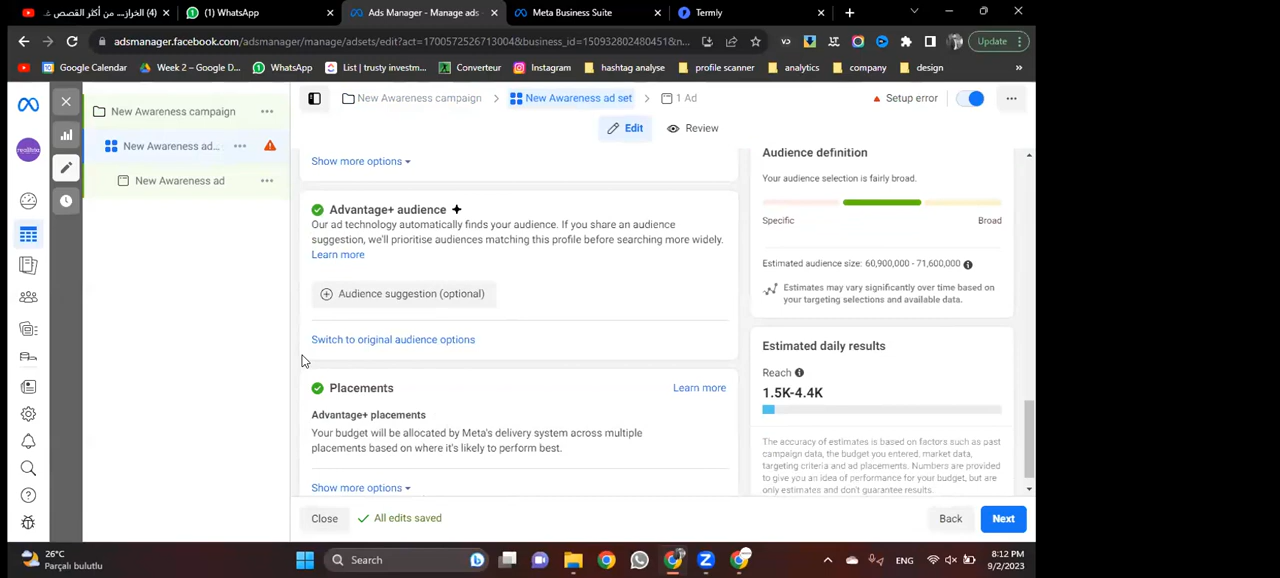 (4) الخراز... من أكثر القصص غ
(1) WhatsApp
Ads Manager - Manage ads -
Meta Business Suite
Termly
adsmanager.facebook.com/adsmanager/manage/adsets/edit?act=1700572526713004&business_id=150932802480451&n...
Update
Google Calendar
Week 2 – Google D...
WhatsApp
List | trusty investm...
Converteur
Instagram
hashtag analyse
profile scanner
analytics
company
design
»
New Awareness campaign
New Awareness ad...
New Awareness ad
New Awareness campaign
New Awareness ad set
1 Ad
Setup error
Edit
Review
Show more options
Advantage+ audience
Our ad technology automatically finds your audience. If you share an audience
suggestion, we'll prioritise audiences matching this profile before searching more widely.
Learn more
Audience suggestion (optional)
Switch to original audience options
Placements
Learn more
Advantage+ placements
Your budget will be allocated by Meta's delivery system across multiple
placements based on where it's likely to perform best.
Show more options
Audience definition
Your audience selection is fairly broad.
Specific
Broad
Estimated audience size: 60,900,000 - 71,600,000
Estimates may vary significantly over time based on
your targeting selections and available data.
Estimated daily results
Reach
1.5K-4.4K
The accuracy of estimates is based on factors such as past
campaign data, the budget you entered, market data,
targeting criteria and ad placements. Numbers are provided
to give you an idea of performance for your budget, but are
only estimates and don't guarantee results.
Close
All edits saved
Back
Next
26°C
Parçalı bulutlu
Search
ENG
8:12 PM
9/2/2023